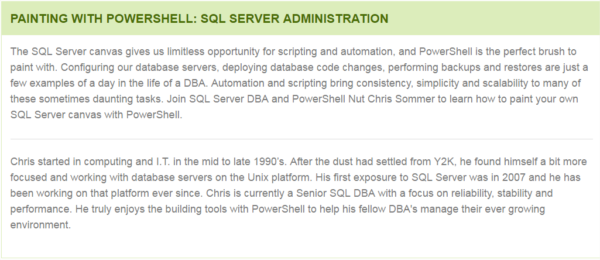 PAINTING WITH POWERSHELL: SQL SERVER ADMINISTRATION
The SQL Server canvas gives us limitless opportunity for scripting and automation, and PowerShell is the perfect brush to
paint with. Configuring our database servers, deploying database code changes, performing backups and restores are just a
few examples of a day in the life of a DBA. Automation and scripting bring consistency, simplicity and scalability to many of
these sometimes daunting tasks. Join SQL Server DBA and PowerShell Nut Chris Sommer to learn how to paint your own
SQL Server canvas with PowerShell.
Chris started in computing and I.T. in the mid to late 1990's. After the dust had settled from Y2K, he found himself a bit more
focused and working with database servers on the Unix platform. His first exposure to SQL Server was in 2007 and he has
been working on that platform ever since. Chris is currently a Senior SQL DBA with a focus on reliability, stability and
performance. He truly enjoys the building tools with PowerShell to help his fellow DBA's manage their ever growing
environment.